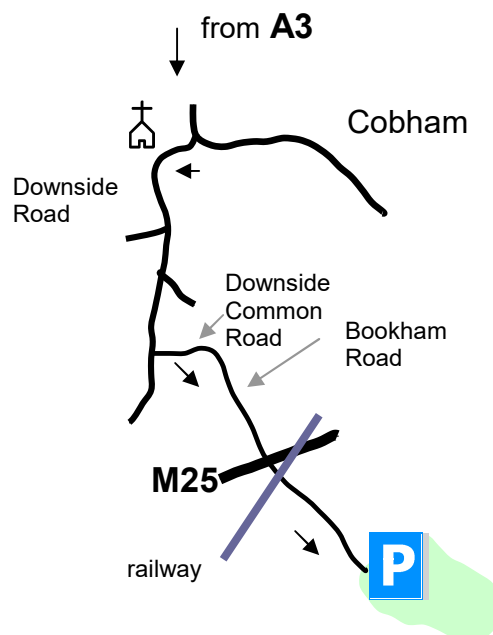 from A3
Cobham
Downside
Road
Downside
Common
Road
Bookham
Road
M25
railway
P